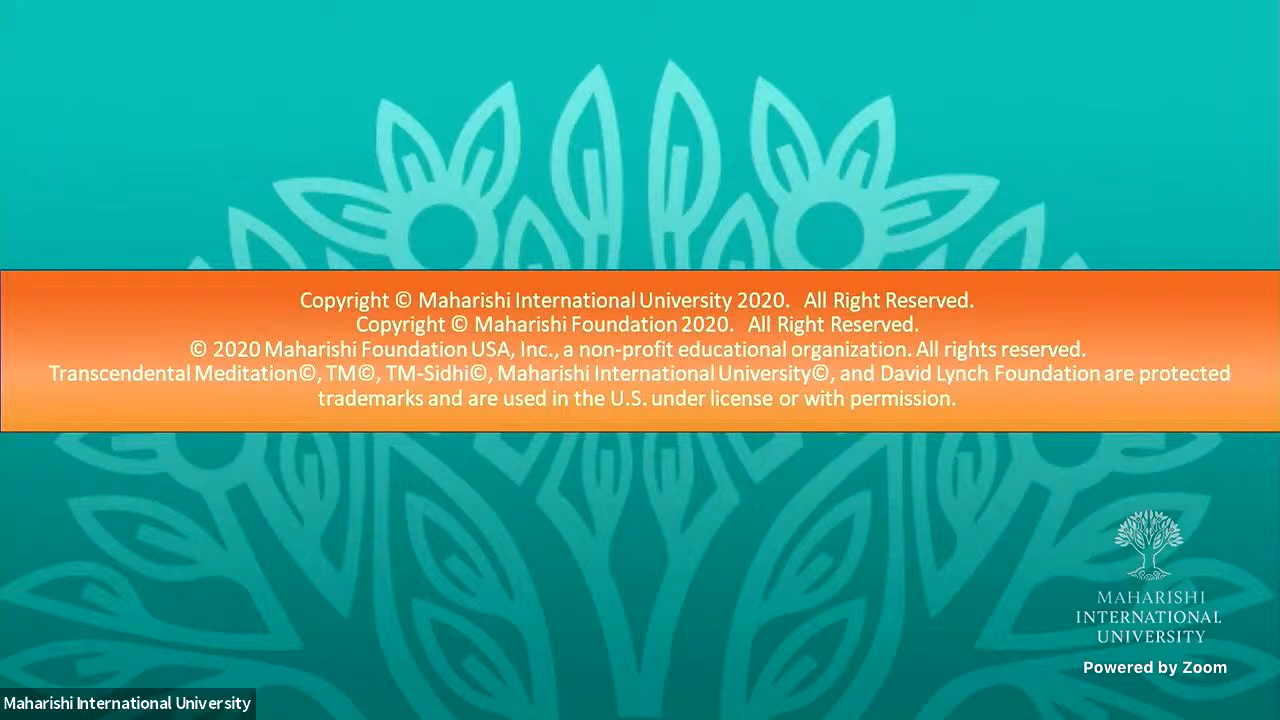 Copyright © Maharishi International University 2020.   All Right Reserved.
Copyright © Maharishi Foundation 2020.   All Right Reserved.
© 2020 Maharishi Foundation USA, Inc., a non-profit educational organization. All rights reserved.
Transcendental Meditation©, TM©, TM-Sidhi©, Maharishi International University©, and David Lynch Foundation are protected
trademarks and are used in the U.S. under license or with permission.
MAHARISHI
INTERNATIONAL
UNIVERSITY
Powered by Zoom
Maharishi International University